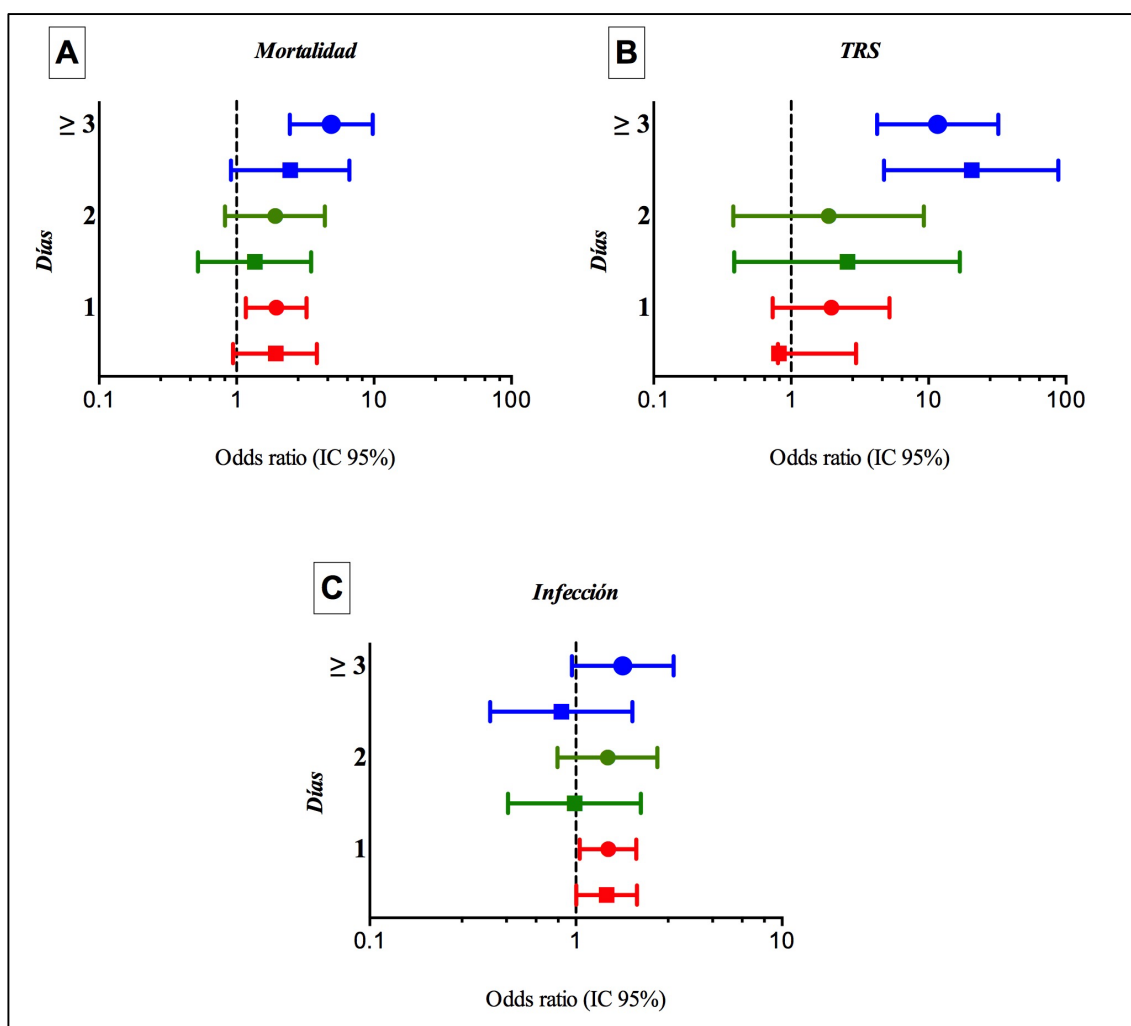 A
Mortalidad
≥ 3
2
1
Días
0.1 1 10 100
Odds ratio (IC 95%)
B
TRS
≥ 3
2
1
Días
0.1 1 10 100
Odds ratio (IC 95%)
C
Infección
≥ 3
2
1
Días
0.1 1 10
Odds ratio (IC 95%)